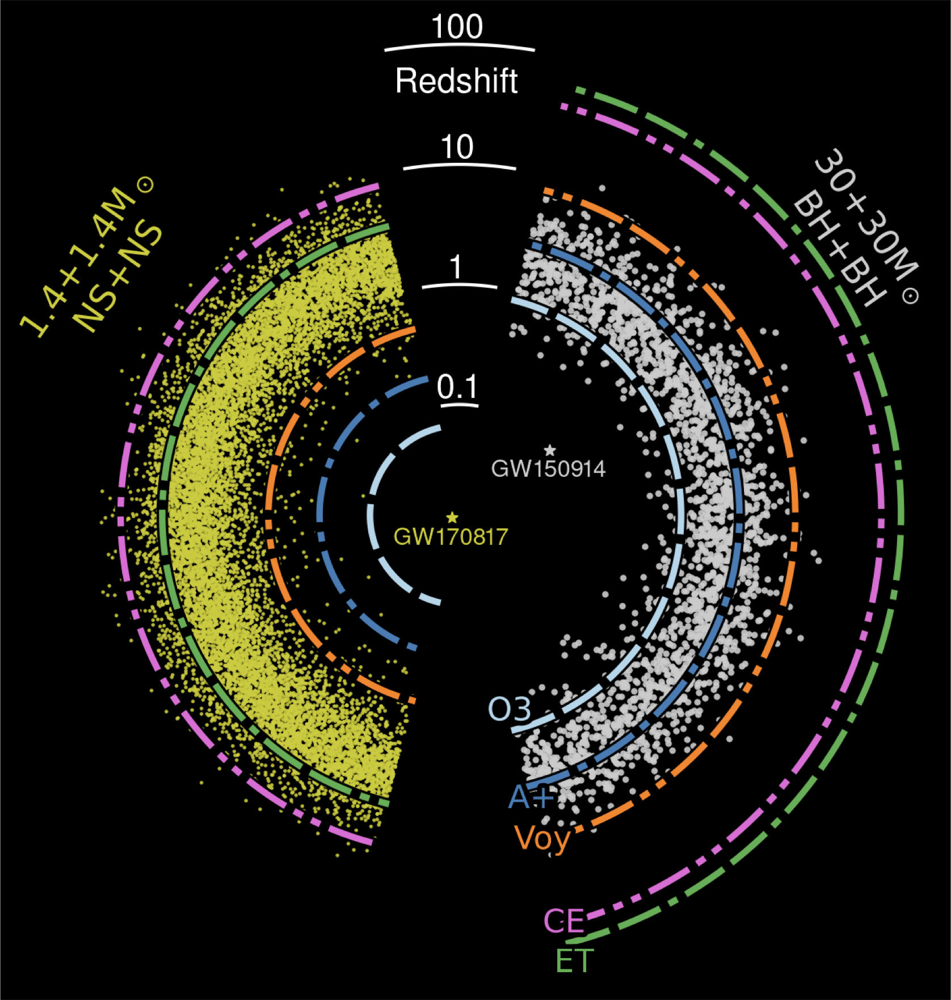 100
Redshift
10
1
0.1
1.4+1.4M☉
NS+NS
30+30M☉
BH+BH
GW150914
GW170817
O3
A+
Voy
CE
ET